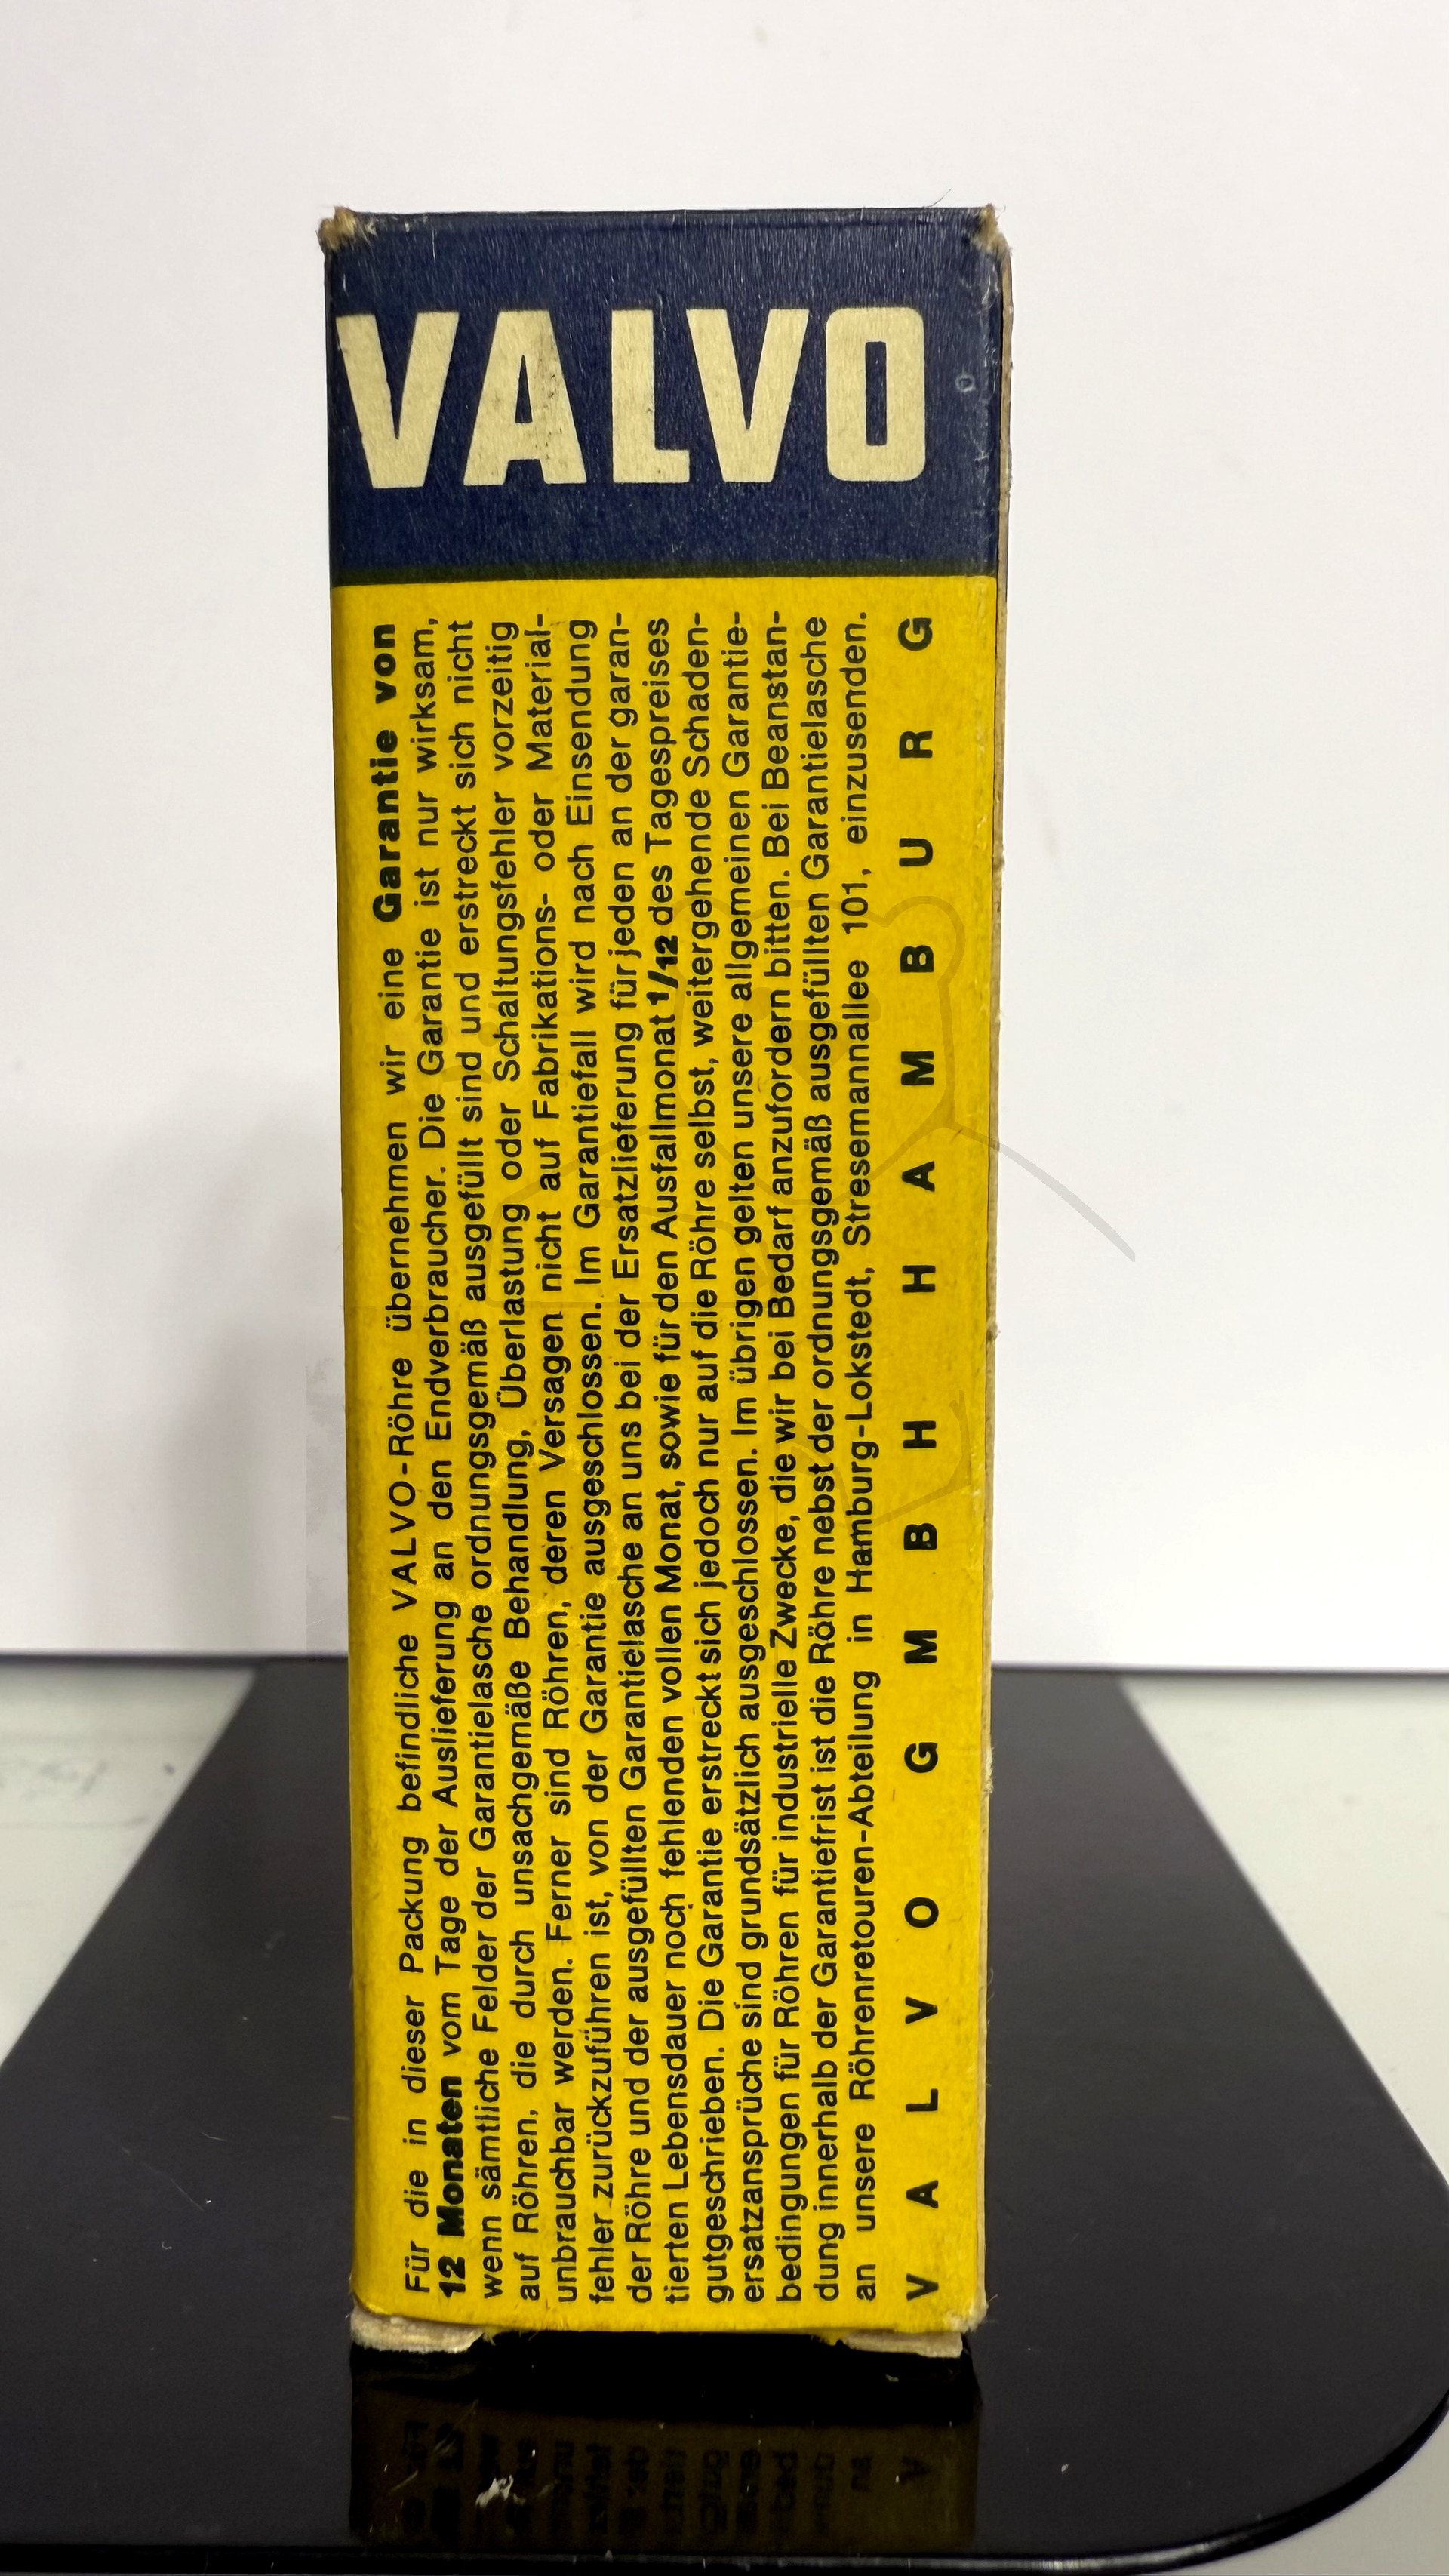 VALVO
Für die in dieser Packung befindliche VALVO-Röhre übernehmen wir eine Garantie von
12 Monaten vom Tage der Auslieferung an den Endverbraucher. Die Garantie ist nur wirksam,
wenn sämtliche Felder der Garantielasche ordnungsgemäß ausgefüllt sind und erstreckt sich nicht
auf Röhren, die durch unsachgemäße Behandlung, Überlastung oder Schaltungsfehler vorzeitig
unbrauchbar werden. Ferner sind Röhren, deren Versagen nicht auf Fabrikations- oder Material-
fehler zurückzuführen ist, von der Garantie ausgeschlossen. Im Garantiefall wird nach Einsendung
der Röhre und der ausgefüllten Garantielasche an uns bei der Ersatzlieferung für jeden an der garan-
tierten Lebensdauer noch fehlenden vollen Monat, sowie für den Ausfallmonat 1/12 des Tagespreises
gutgeschrieben. Die Garantie erstreckt sich jedoch nur auf die Röhre selbst, weitergehende Schaden-
ersatzansprüche sind grundsätzlich ausgeschlossen. Im übrigen gelten unsere allgemeinen Garantie-
bedingungen für Röhren für industrielle Zwecke, die wir bei Bedarf anzufordern bitten. Bei Beanstan-
dung innerhalb der Garantiefrist ist die Röhre nebst der ordnungsgemäß ausgefüllten Garantielasche
an unsere Röhrenretouren-Abteilung in Hamburg-Lokstedt, Stresemannallee 101, einzusenden.
VALVO GMBH HAMBURG